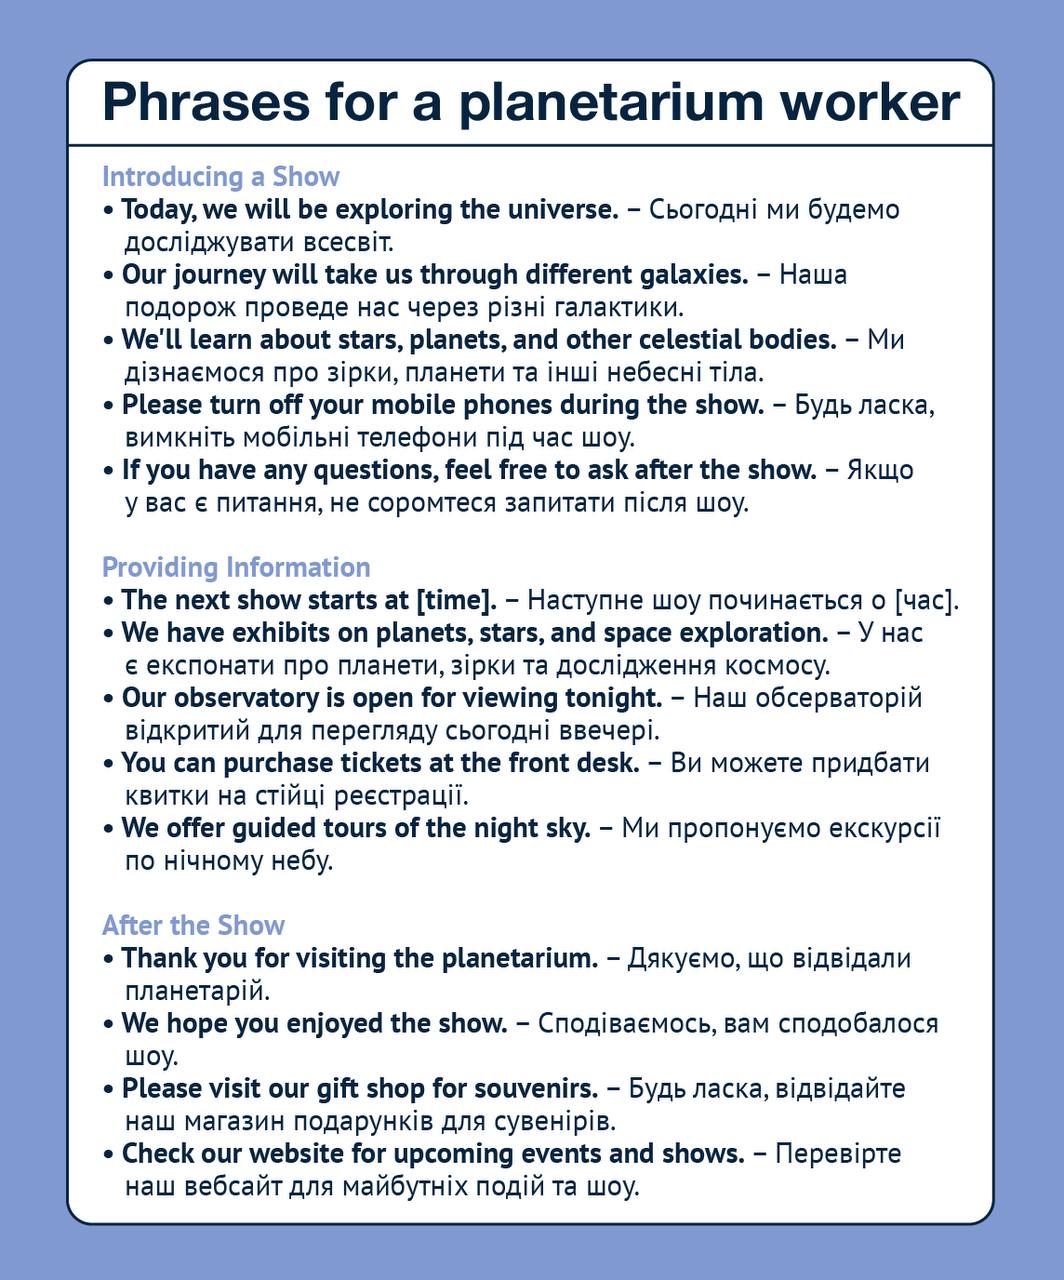 Phrases for a planetarium worker
Introducing a Show
• Today, we will be exploring the universe. – Сьогодні ми будемо
досліджувати всесвіт.
• Our journey will take us through different galaxies. – Наша
подорож проведе нас через різні галактики.
• We'll learn about stars, planets, and other celestial bodies. – Ми
дізнаємося про зірки, планети та інші небесні тіла.
• Please turn off your mobile phones during the show. – Будь ласка,
вимкніть мобільні телефони під час шоу.
• If you have any questions, feel free to ask after the show. – Якщо
у вас є питання, не соромтеся запитати після шоу.
Providing Information
• The next show starts at [time]. – Наступне шоу починається о [час].
• We have exhibits on planets, stars, and space exploration. – У нас
є експонати про планети, зірки та дослідження космосу.
• Our observatory is open for viewing tonight. – Наш обсерваторій
відкритий для перегляду сьогодні ввечері.
• You can purchase tickets at the front desk. – Ви можете придбати
квитки на стійці реєстрації.
• We offer guided tours of the night sky. – Ми пропонуємо екскурсії
по нічному небу.
After the Show
• Thank you for visiting the planetarium. – Дякуємо, що відвідали
планетарій.
• We hope you enjoyed the show. – Сподіваємось, вам сподобалося
шоу.
• Please visit our gift shop for souvenirs. – Будь ласка, відвідайте
наш магазин подарунків для сувенірів.
• Check our website for upcoming events and shows. – Перевірте
наш вебсайт для майбутніх подій та шоу.